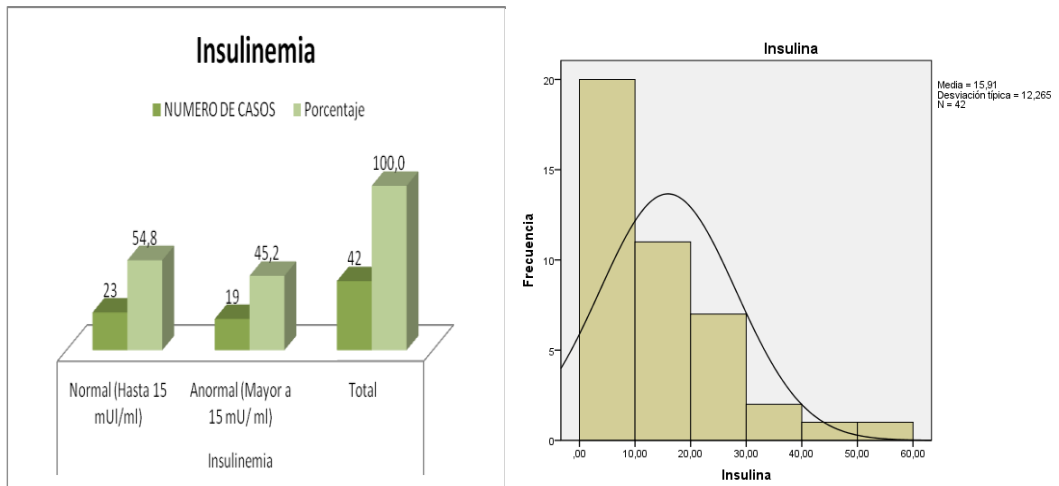 Insulinemia
NUMERO DE CASOS Porcentaje
100,0
54,8
45,2
42
23
19
Normal (Hasta 15 mUI/ml)
Anormal (Mayor a 15 mU/ ml)
Total
Insulinemia
Insulina
Media = 15,91
Desviación típica = 12,265
N = 42
Frecuencia
20
15
10
5
0
,00 10,00 20,00 30,00 40,00 50,00 60,00
Insulina